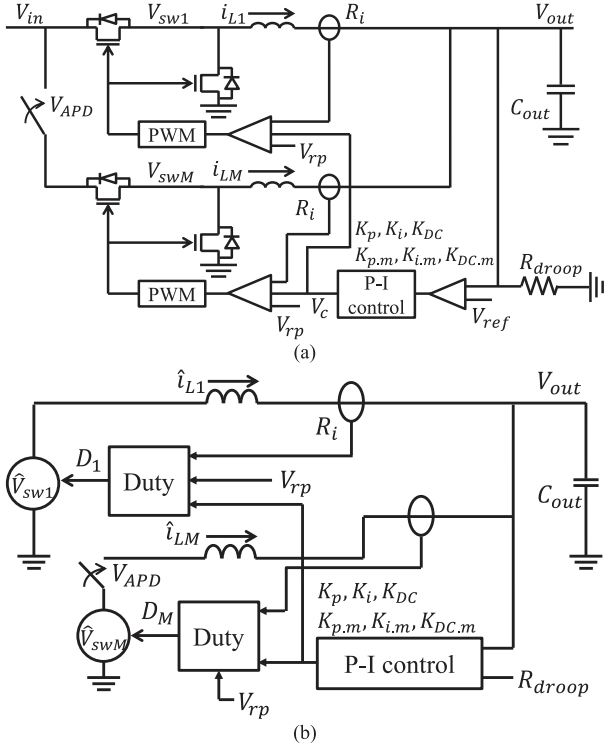 V_in V_sw1 i_L1 R_i V_out
V_APD
C_out
PWM
V_rp
V_swM i_LM
R_i
K_p, K_i, K_DC
K_p.m, K_i.m, K_DC.m
R_droop
PWM
V_rp
V_c
P-I control
V_ref
(a)
î_L1
V_out
R_i
D_1
V̂_sw1
Duty
V_rp
C_out
î_LM
V_APD
K_p, K_i, K_DC
D_M
K_p.m, K_i.m, K_DC.m
V̂_swM
Duty
P-I control
R_droop
V_rp
(b)